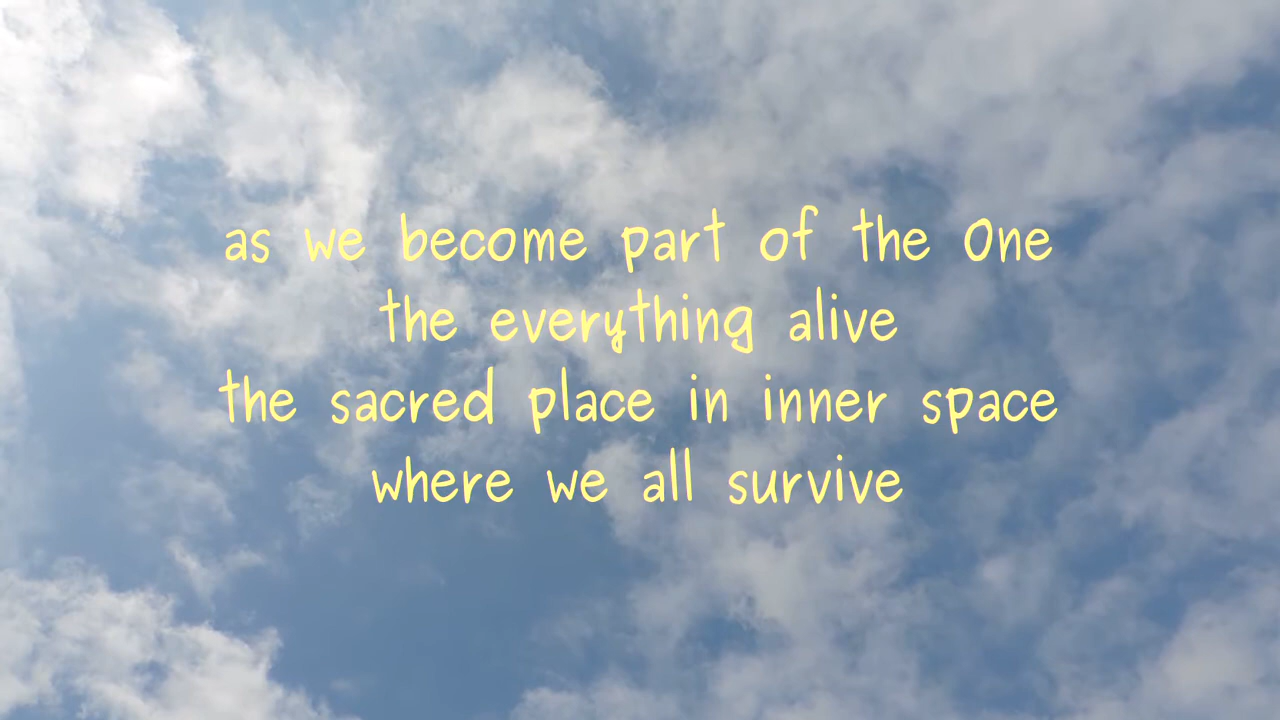 as we become part of the One
the everything alive
the sacred place in inner space
where we all survive